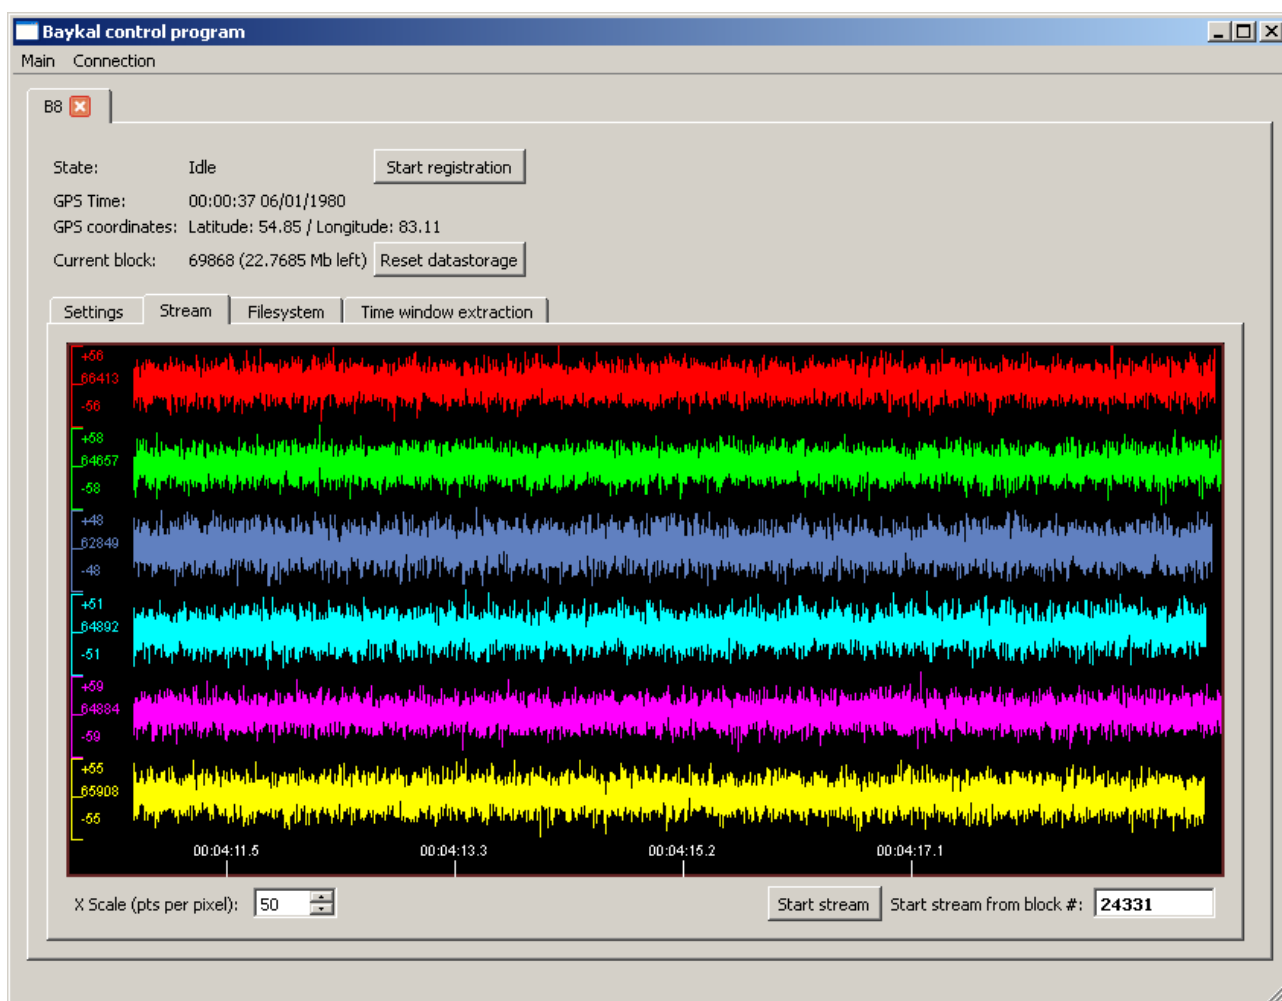 Baykal control program
Main Connection
B8
State: Idle Start registration
GPS Time: 00:00:37 06/01/1980
GPS coordinates: Latitude: 54.85 / Longitude: 83.11
Current block: 69868 (22.7685 Mb left) Reset datastorage
Settings Stream Filesystem Time window extraction
+56
66413
-56
+58
64657
-58
+48
62849
-48
+51
64892
-51
+59
64884
-59
+55
65908
-55
00:04:11.5 00:04:13.3 00:04:15.2 00:04:17.1
X Scale (pts per pixel): 50 Start stream Start stream from block #: 24331